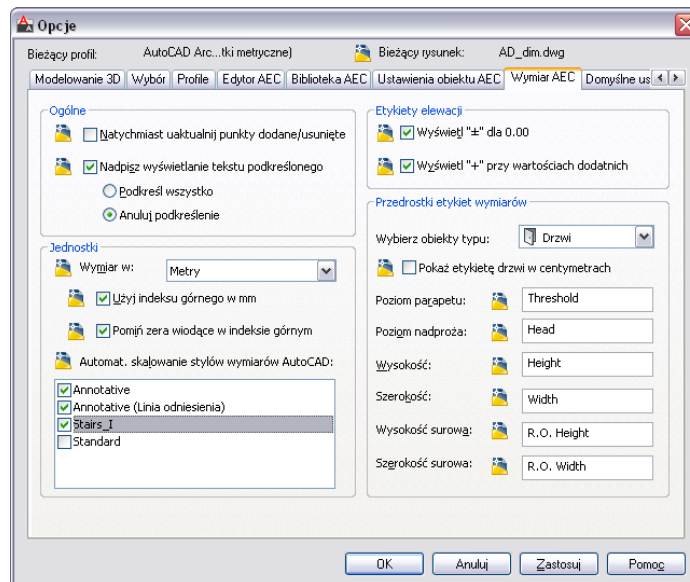 Opcje
Bieżący profil: AutoCAD Arc...tki metryczne) Bieżący rysunek: AD_dim.dwg
Modelowanie 3D Wybór Profile Edytor AEC Biblioteka AEC Ustawienia obiektu AEC Wymiar AEC Domyślne us
Ogólne
Natychmiast uaktualnij punkty dodane/usunięte
Nadpisz wyświetlanie tekstu podkreślonego
Podkreśl wszystko
Anuluj podkreślenie
Jednostki
Wymiar w: Metry
Użyj indeksu górnego w mm
Pomiń zera wiodące w indeksie górnym
Automat. skalowanie stylów wymiarów AutoCAD:
Annotative
Annotative (Linia odniesienia)
Stairs_I
Standard
Etykiety elewacji
Wyświetl "±" dla 0.00
Wyświetl "+" przy wartościach dodatnich
Przedrostki etykiet wymiarów
Wybierz obiekty typu: Drzwi
Pokaż etykietę drzwi w centymetrach
Poziom parapetu: Threshold
Poziom nadproża: Head
Wysokość: Height
Szerokość: Width
Wysokość surowa: R.O. Height
Szerokość surowa: R.O. Width
OK Anuluj Zastosuj Pomoc